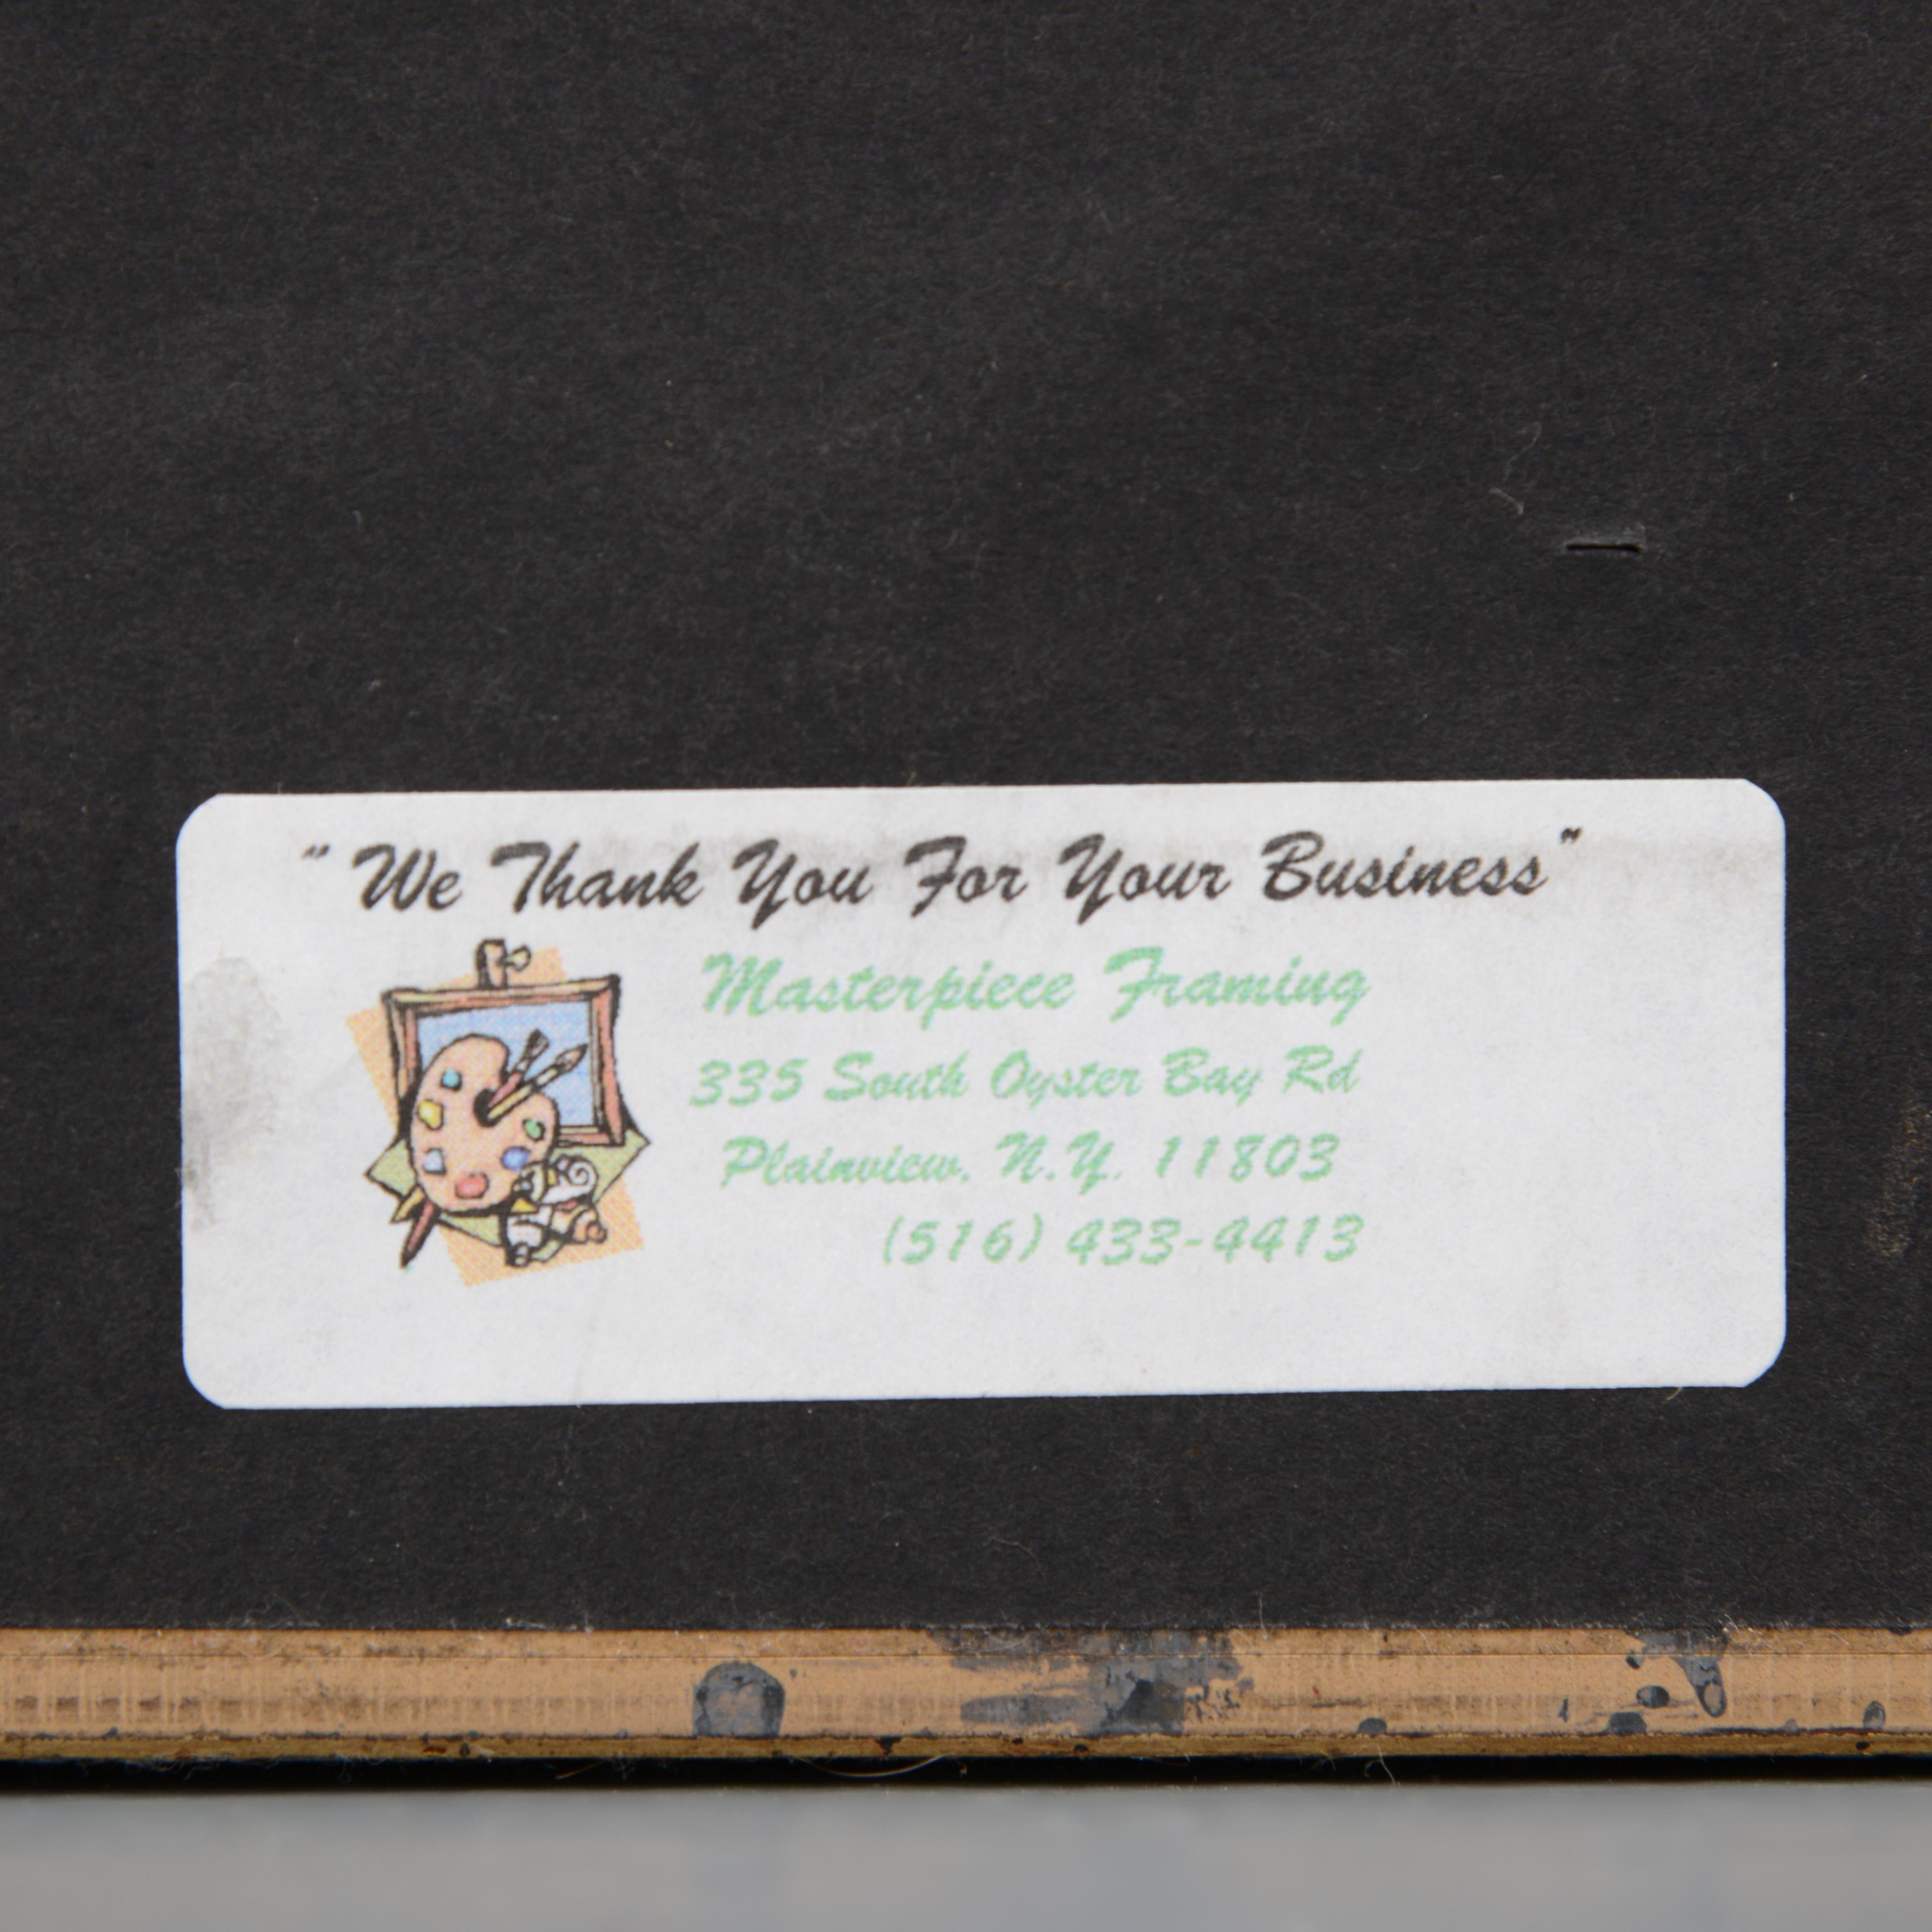 "We Thank You For Your Business"
Masterpiece Framing
335 South Oyster Bay Rd
Plainview, N.Y. 11803
(516) 433-4413